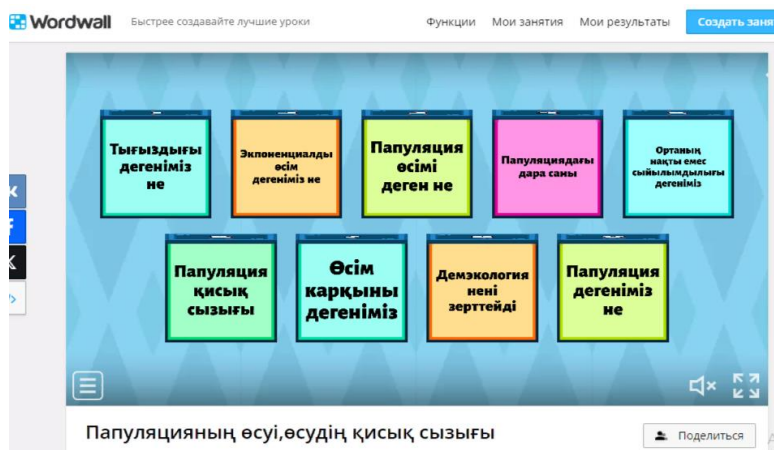 Wordwall
Быстрее создавайте лучшие уроки
Функции
Мои занятия
Мои результаты
Создать заня
Тығыздығы
дегеніміз
не
Экпоненциалды
өсім
дегеніміз не
Папуляция
өсімі
деген не
Папуляциядағы
дара саны
Ортаның
нақты емес
сыйылымдылығы
дегеніміз
Папуляция
қисық
сызығы
Өсім
карқыны
дегеніміз
Демэкология
нені
зерттейді
Папуляция
дегеніміз
не
Папуляцияның өсуі,өсудің қисық сызығы
Поделиться